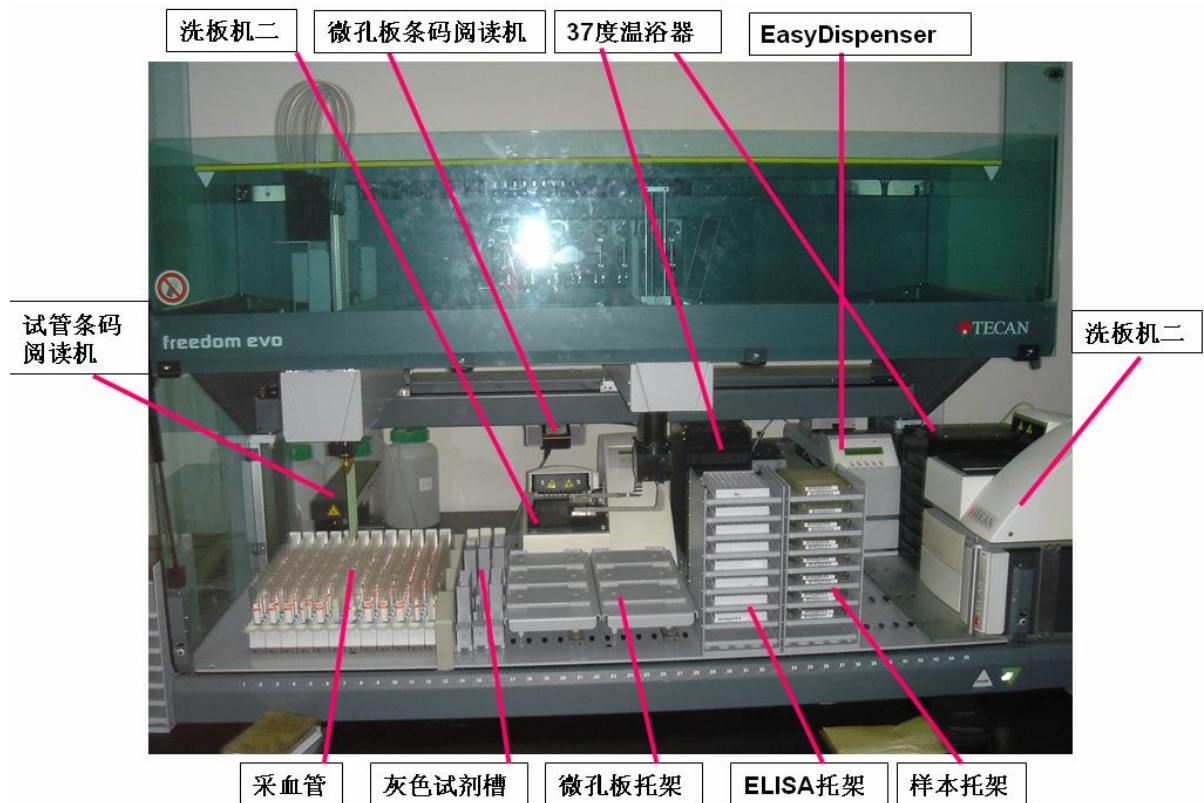 洗板机二
微孔板条码阅读机
37度温浴器
EasyDispenser
试管条码
阅读机
freedom evo
TECAN
洗板机二
TECAN
采血管
灰色试剂槽
微孔板托架
ELISA托架
样本托架